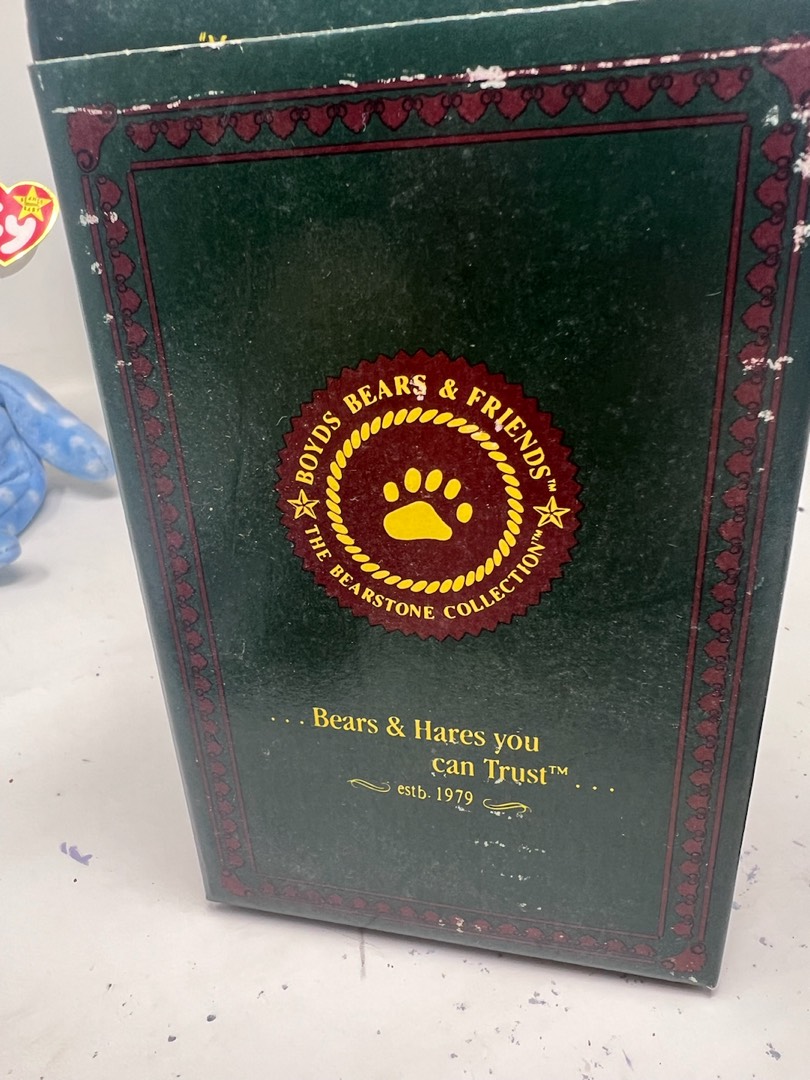 BOYDS BEARS & FRIENDS™
THE BEARSTONE COLLECTION™
. . . Bears & Hares you
can Trust™ . . .
estb. 1979